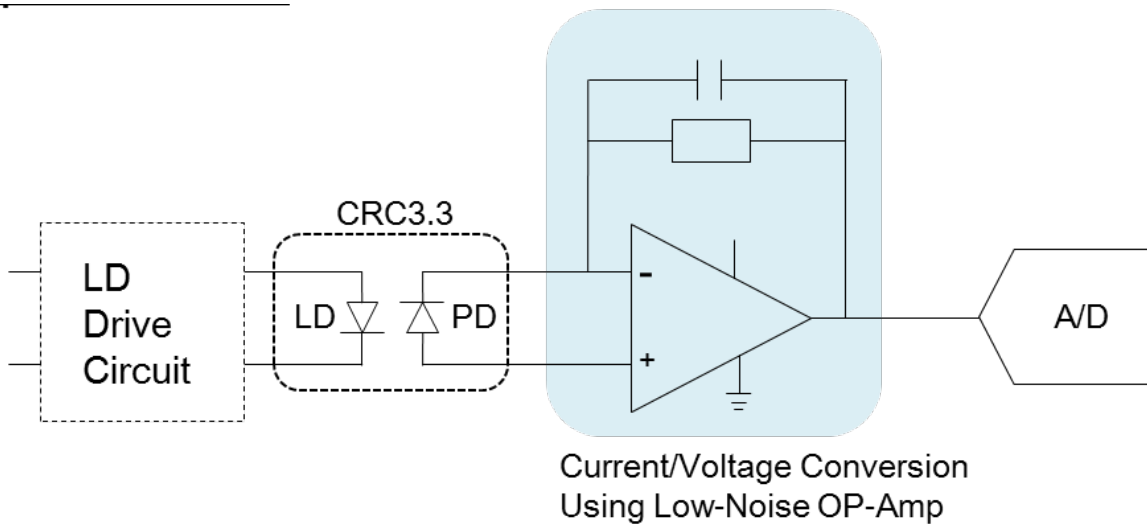 CRC3.3
LD
Drive
Circuit
LD
PD
-
+
A/D
Current/Voltage Conversion
Using Low-Noise OP-Amp